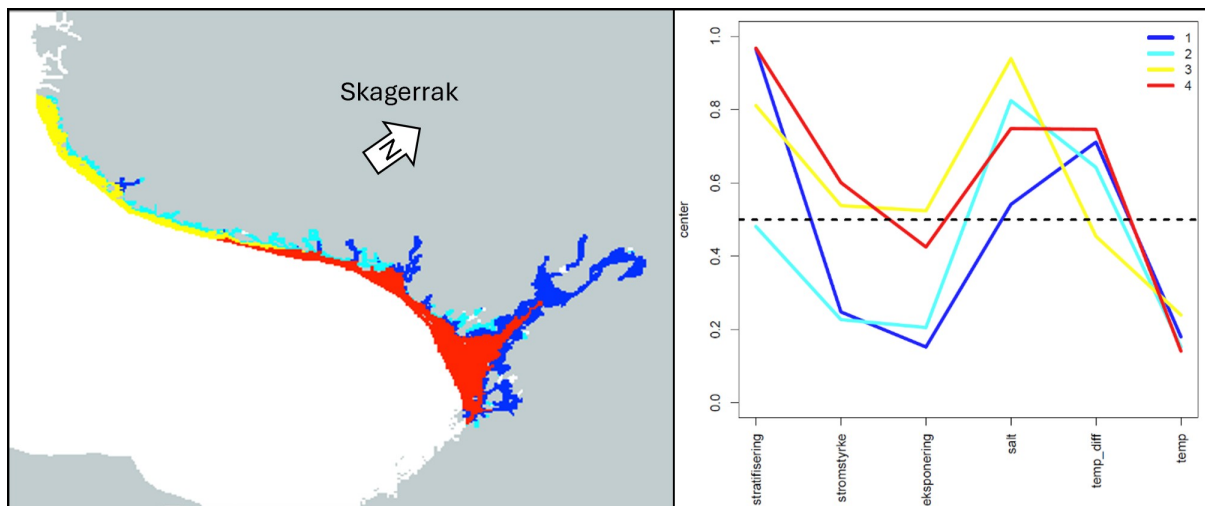 Skagerrak
N
center
1.0
0.8
0.6
0.4
0.2
0.0
1
2
3
4
stratifisering
stromstyrke
eksponering
salt
temp_diff
temp